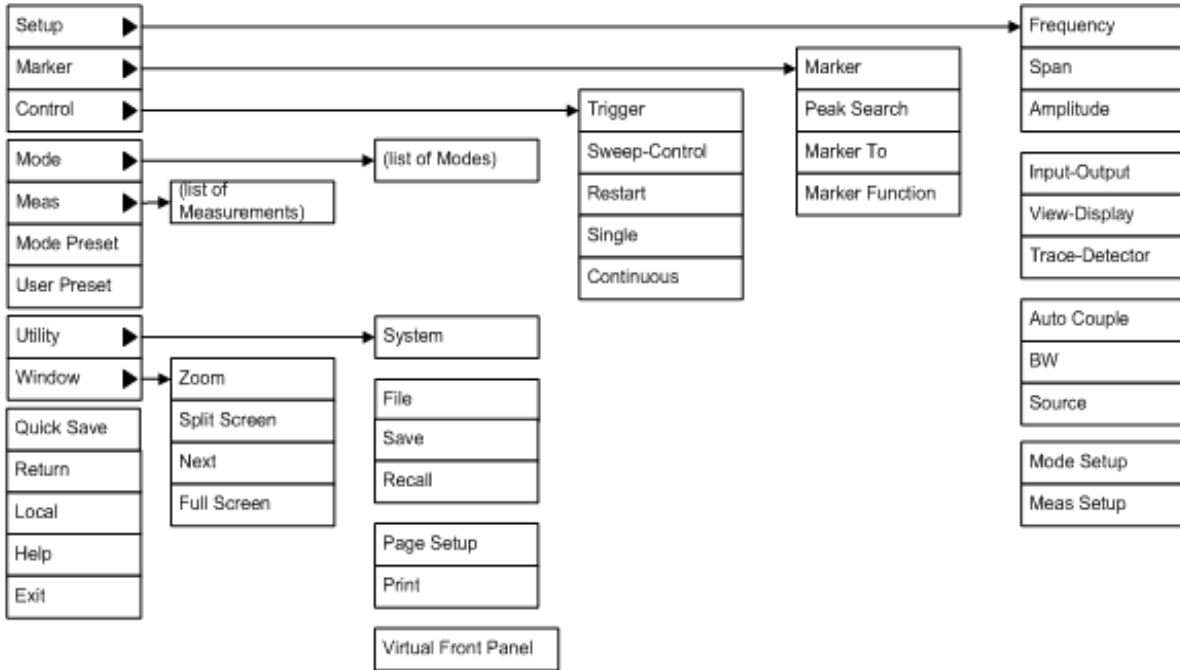 Setup
Marker
Control
Mode
Meas
Mode Preset
User Preset
Utility
Window
Quick Save
Return
Local
Help
Exit
(list of
Measurements)
Zoom
Split Screen
Next
Full Screen
(list of Modes)
System
File
Save
Recall
Page Setup
Print
Virtual Front Panel
Trigger
Sweep-Control
Restart
Single
Continuous
Marker
Peak Search
Marker To
Marker Function
Frequency
Span
Amplitude
Input-Output
View-Display
Trace-Detector
Auto Couple
BW
Source
Mode Setup
Meas Setup